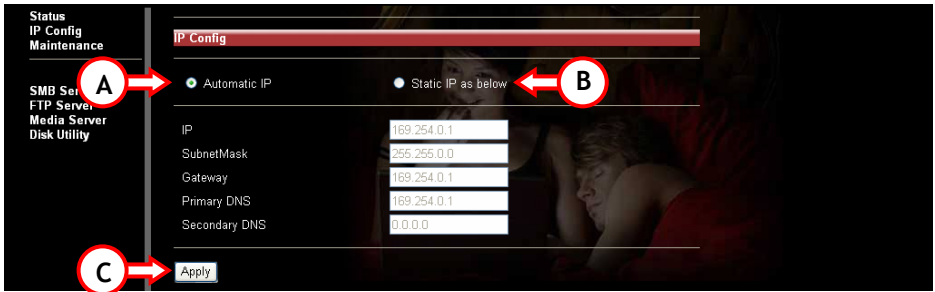 Status
IP Config
Maintenance
SMB Ser
FTP Server
Media Server
Disk Utility
IP Config
A
Automatic IP
Static IP as below
B
IP 169.254.0.1
SubnetMask 255.255.0.0
Gateway 169.254.0.1
Primary DNS 169.254.0.1
Secondary DNS 0.0.0.0
C
Apply